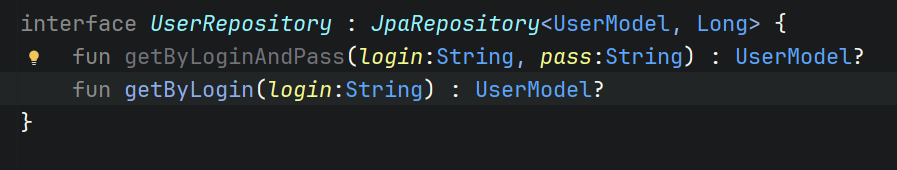 interface UserRepository : JpaRepository<UserModel, Long> {
    fun getByLoginAndPass(login:String, pass:String) : UserModel?
    fun getByLogin(login:String) : UserModel?
}